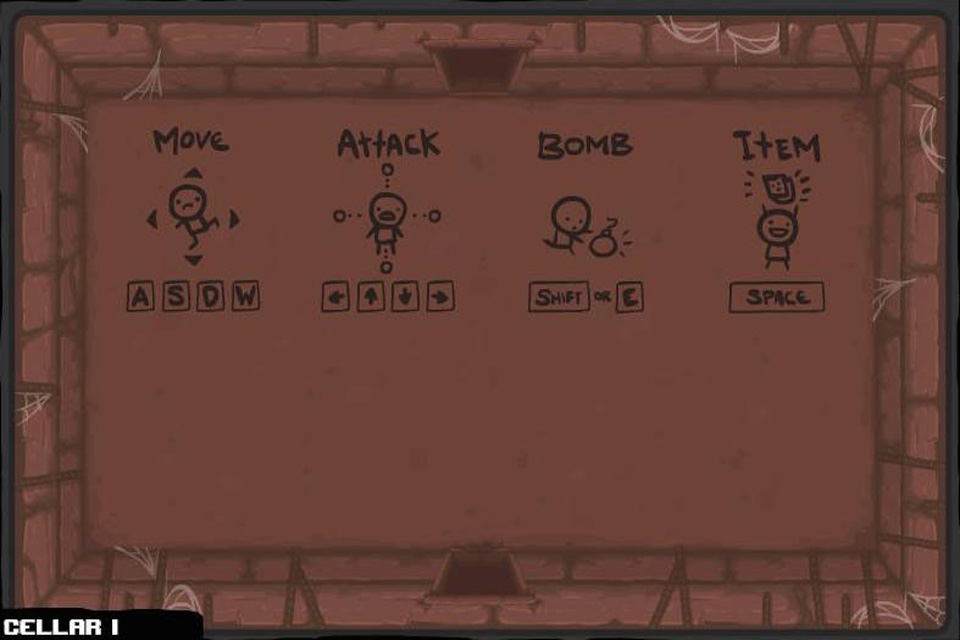 Move
Attack
Bomb
Item
A S D W
← ↑ ↓ →
Shift or E
Space
CELLAR I